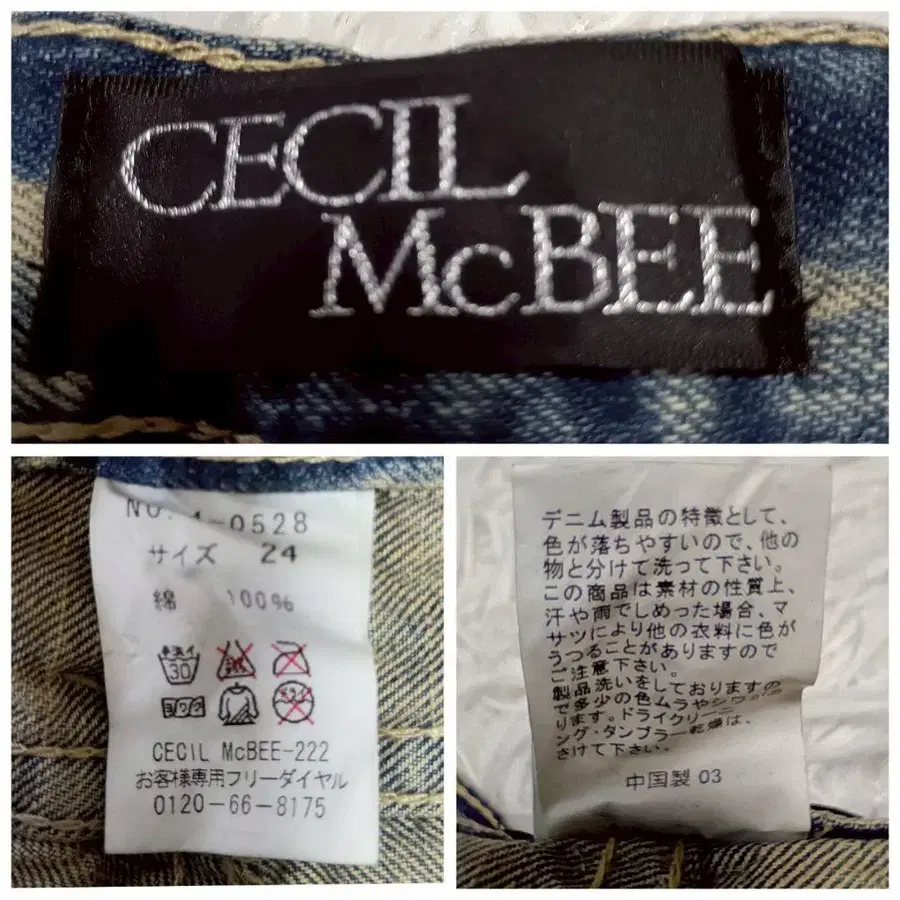 CECIL
McBEE
NO. 4-0528
サイズ 24
綿 100%
手洗イ
30
ヨワク
CECIL McBEE-222
お客様専用フリーダイヤル
0120-66-8175
デニム製品の特徴として、
色が落ちやすいので、他の
物と分けて洗って下さい。
この商品は素材の性質上、
汗や雨でしめった場合、マ
サツにより他の衣料に色が
うつることがありますので
ご注意下さい。
製品洗いをしておりますの
で多少の色ムラやシワがあ
ります。ドライクリーニ
ング・タンブラー乾燥は、
さけて下さい。
中国製 03